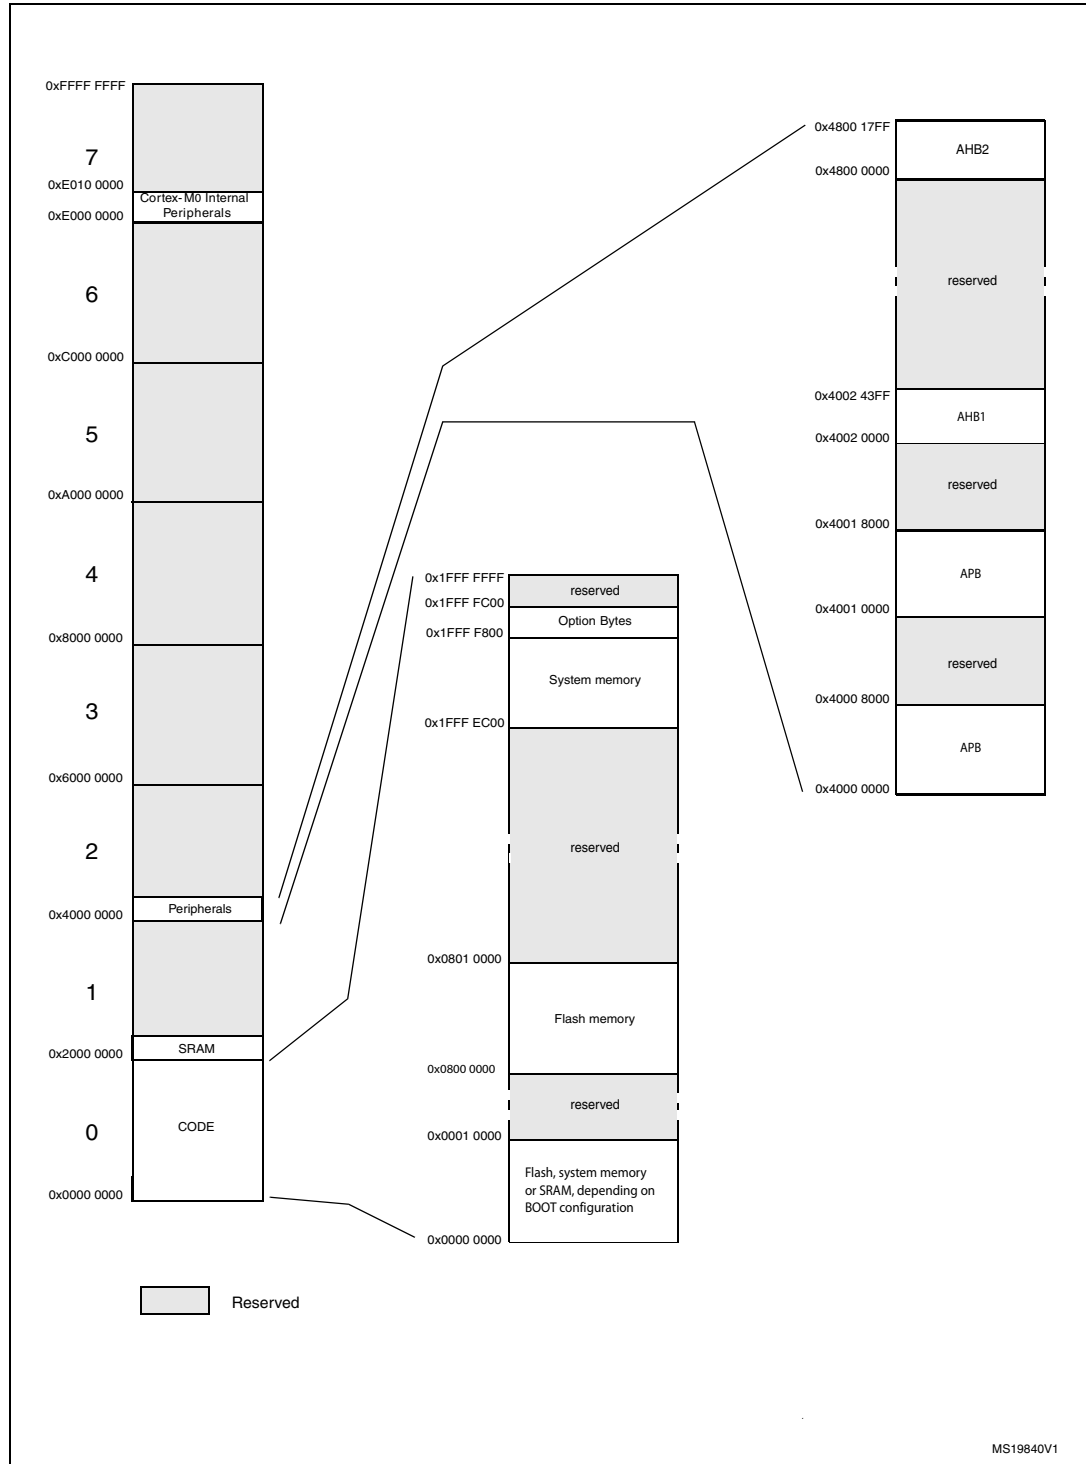 0xFFFF FFFF
7
0xE010 0000
Cortex-M0 Internal
Peripherals
0xE000 0000
6
0xC000 0000
5
0xA000 0000
4
0x8000 0000
3
0x6000 0000
2
Peripherals
0x4000 0000
1
SRAM
0x2000 0000
CODE
0
0x0000 0000
0x1FFF FFFF
reserved
0x1FFF FC00
Option Bytes
0x1FFF F800
System memory
0x1FFF EC00
reserved
0x0801 0000
Flash memory
0x0800 0000
reserved
0x0001 0000
Flash, system memory
or SRAM, depending on
BOOT configuration
0x0000 0000
0x4800 17FF
AHB2
0x4800 0000
reserved
0x4002 43FF
AHB1
0x4002 0000
reserved
0x4001 8000
APB
0x4001 0000
reserved
0x4000 8000
APB
0x4000 0000
Reserved
MS19840V1